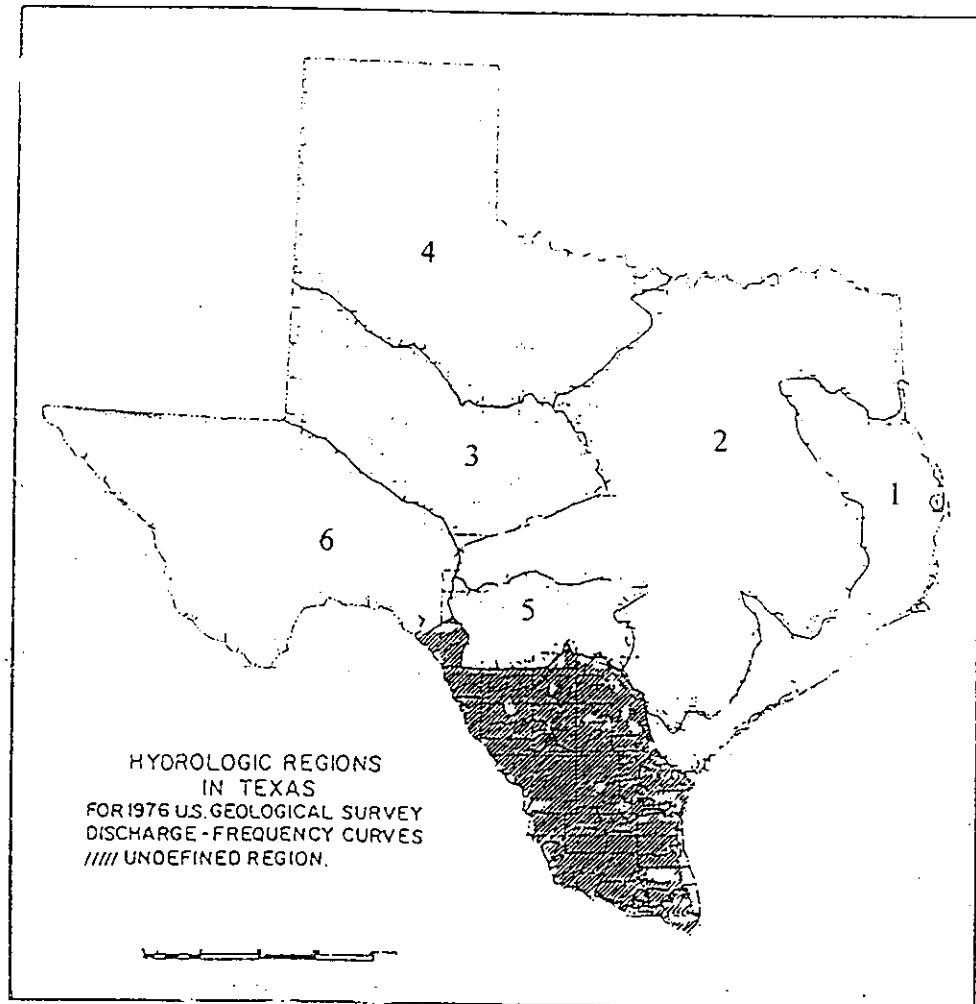 4
2
3
1
6
5
HYDROLOGIC REGIONS
IN TEXAS
FOR 1976 U.S. GEOLOGICAL SURVEY
DISCHARGE-FREQUENCY CURVES
///// UNDEFINED REGION.